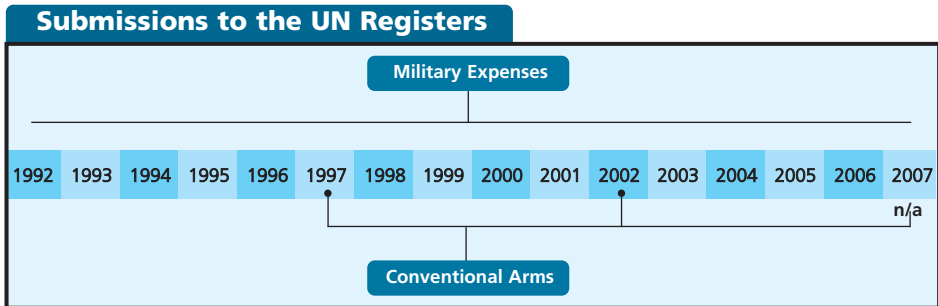 Submissions to the UN Registers
Military Expenses
1992 1993 1994 1995 1996 1997 1998 1999 2000 2001 2002 2003 2004 2005 2006 2007
n/a
Conventional Arms